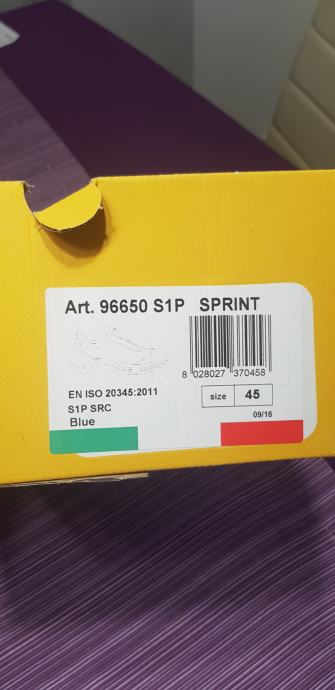 Art. 96650 S1P SPRINT
8 028027 370458
EN ISO 20345:2011
S1P SRC
Blue
size 45
09/16